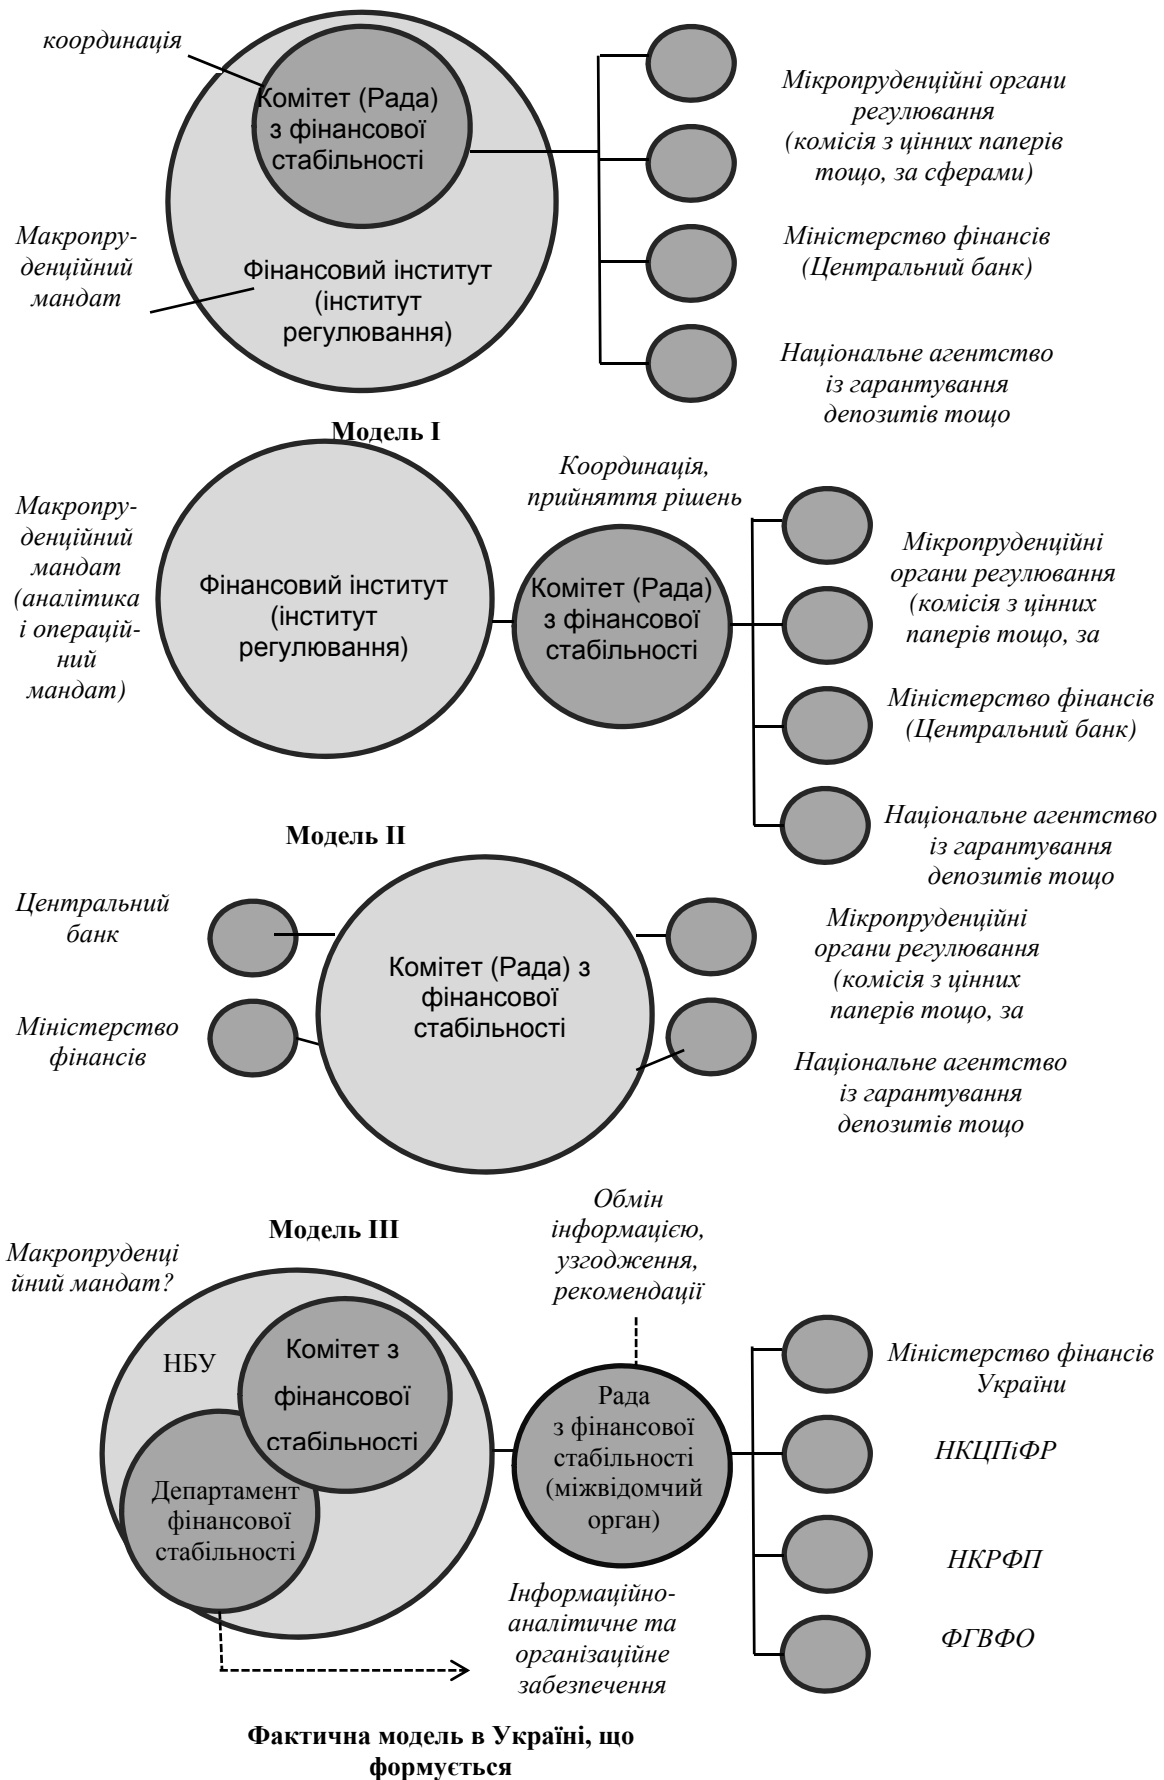 координація
Комітет (Рада)
з фінансової
стабільності
Мікропруденційні органи
регулювання
(комісія з цінних паперів
тощо, за сферами)
Макропру-
денційний
мандат
Фінансовий інститут
(інститут
регулювання)
Міністерство фінансів
(Центральний банк)
Національне агентство
із гарантування
депозитів тощо
Модель I
Макропру-
денційний
мандат
(аналітика
і операцій-
ний
мандат)
Фінансовий інститут
(інститут
регулювання)
Координація,
прийняття рішень
Комітет (Рада)
з фінансової
стабільності
Мікропруденційні
органи регулювання
(комісія з цінних
паперів тощо, за
Міністерство фінансів
(Центральний банк)
Національне агентство
із гарантування
депозитів тощо
Модель II
Центральний
банк
Міністерство
фінансів
Комітет (Рада) з
фінансової
стабільності
Мікропруденційні
органи регулювання
(комісія з цінних
паперів тощо, за
Національне агентство
із гарантування
депозитів тощо
Модель III
Макропруденці
йний мандат?
НБУ
Комітет з
фінансової
стабільності
Департамент
фінансової
стабільності
Обмін
інформацією,
узгодження,
рекомендації
Рада
з фінансової
стабільності
(міжвідомчий
орган)
Інформаційно-
аналітичне та
організаційне
забезпечення
Міністерство фінансів
України
НКЦПіФР
НКРФП
ФГВФО
Фактична модель в Україні, що
формується